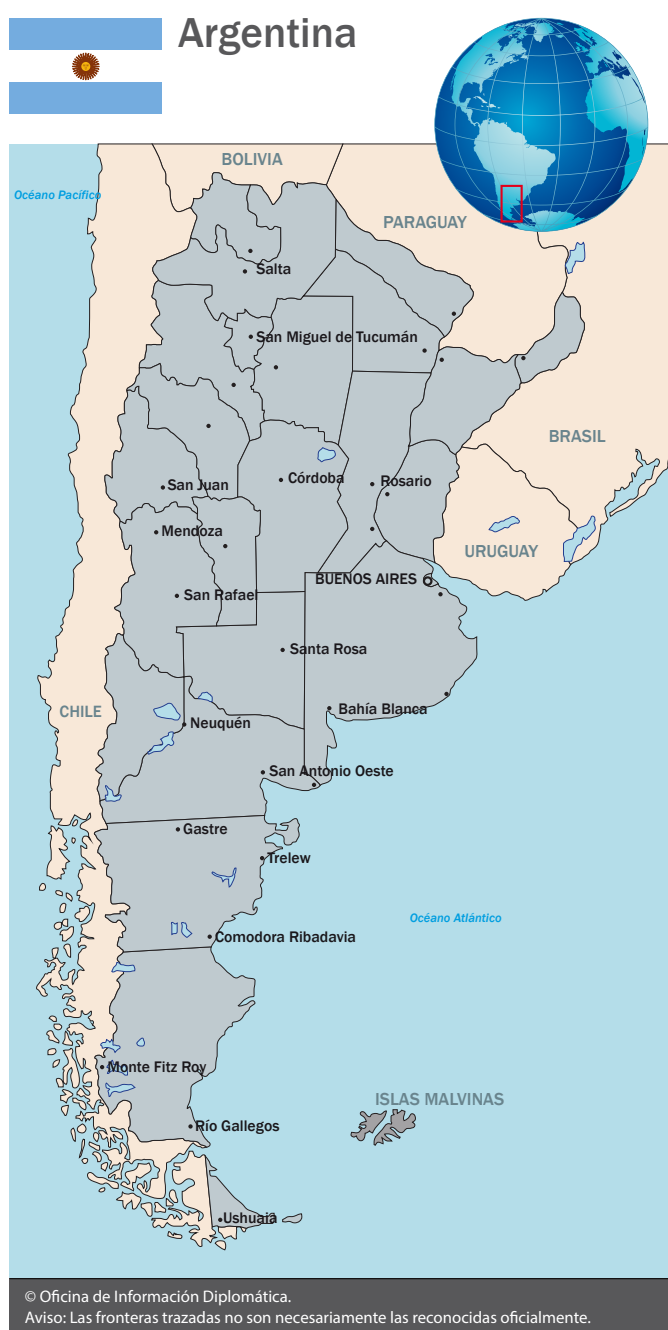 Argentina
BOLIVIA
Océano Pacífico
PARAGUAY
Salta
San Miguel de Tucumán
BRASIL
San Juan
Córdoba
Rosario
Mendoza
URUGUAY
BUENOS AIRES
San Rafael
Santa Rosa
CHILE
Bahía Blanca
Neuquén
San Antonio Oeste
Gastre
Trelew
Océano Atlántico
Comodora Ribadavia
Monte Fitz Roy
ISLAS MALVINAS
Río Gallegos
Ushuaia
© Oficina de Información Diplomática.
Aviso: Las fronteras trazadas no son necesariamente las reconocidas oficialmente.